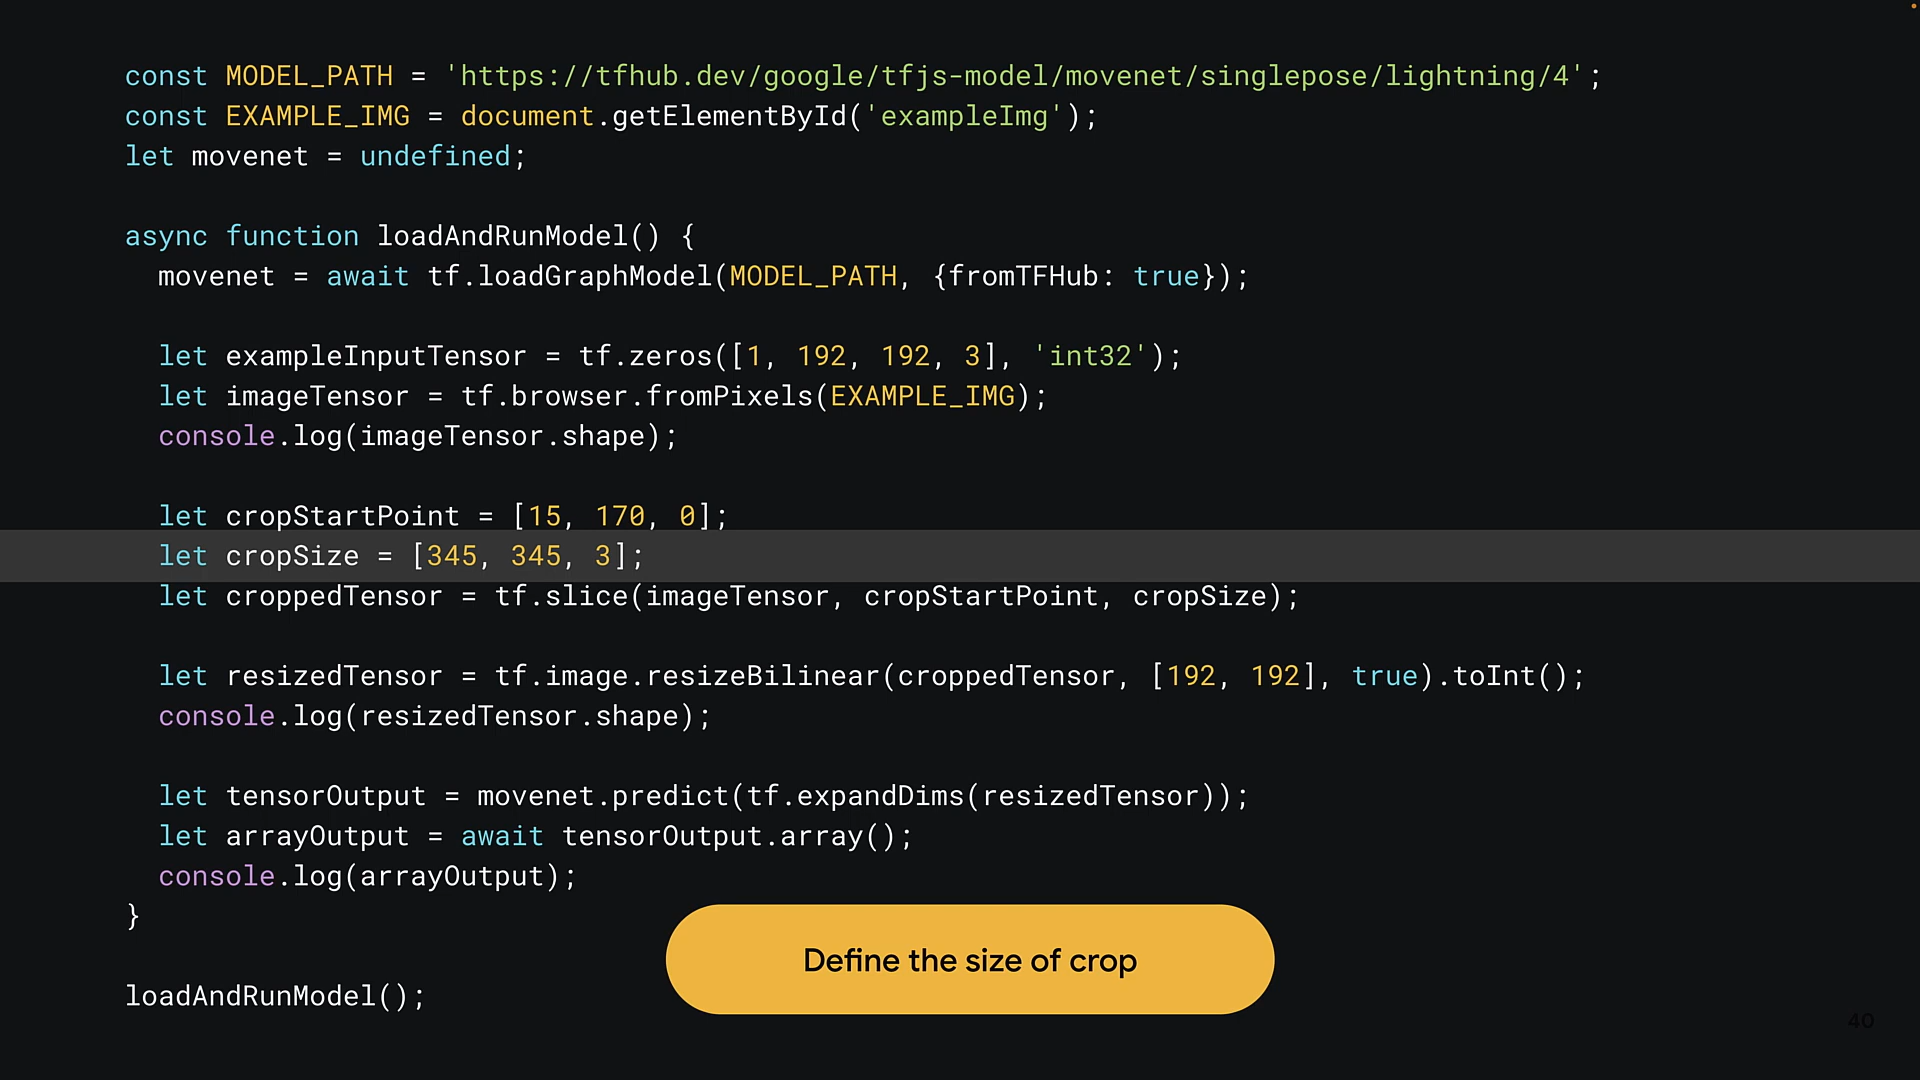 const MODEL_PATH = 'https://tfhub.dev/google/tfjs-model/movenet/singlepose/lightning/4';
const EXAMPLE_IMG = document.getElementById('exampleImg');
let movenet = undefined;

async function loadAndRunModel() {
  movenet = await tf.loadGraphModel(MODEL_PATH, {fromTFHub: true});

  let exampleInputTensor = tf.zeros([1, 192, 192, 3], 'int32');
  let imageTensor = tf.browser.fromPixels(EXAMPLE_IMG);
  console.log(imageTensor.shape);

  let cropStartPoint = [15, 170, 0];
  let cropSize = [345, 345, 3];
  let croppedTensor = tf.slice(imageTensor, cropStartPoint, cropSize);

  let resizedTensor = tf.image.resizeBilinear(croppedTensor, [192, 192], true).toInt();
  console.log(resizedTensor.shape);

  let tensorOutput = movenet.predict(tf.expandDims(resizedTensor));
  let arrayOutput = await tensorOutput.array();
  console.log(arrayOutput);
}

loadAndRunModel();
Define the size of crop
40